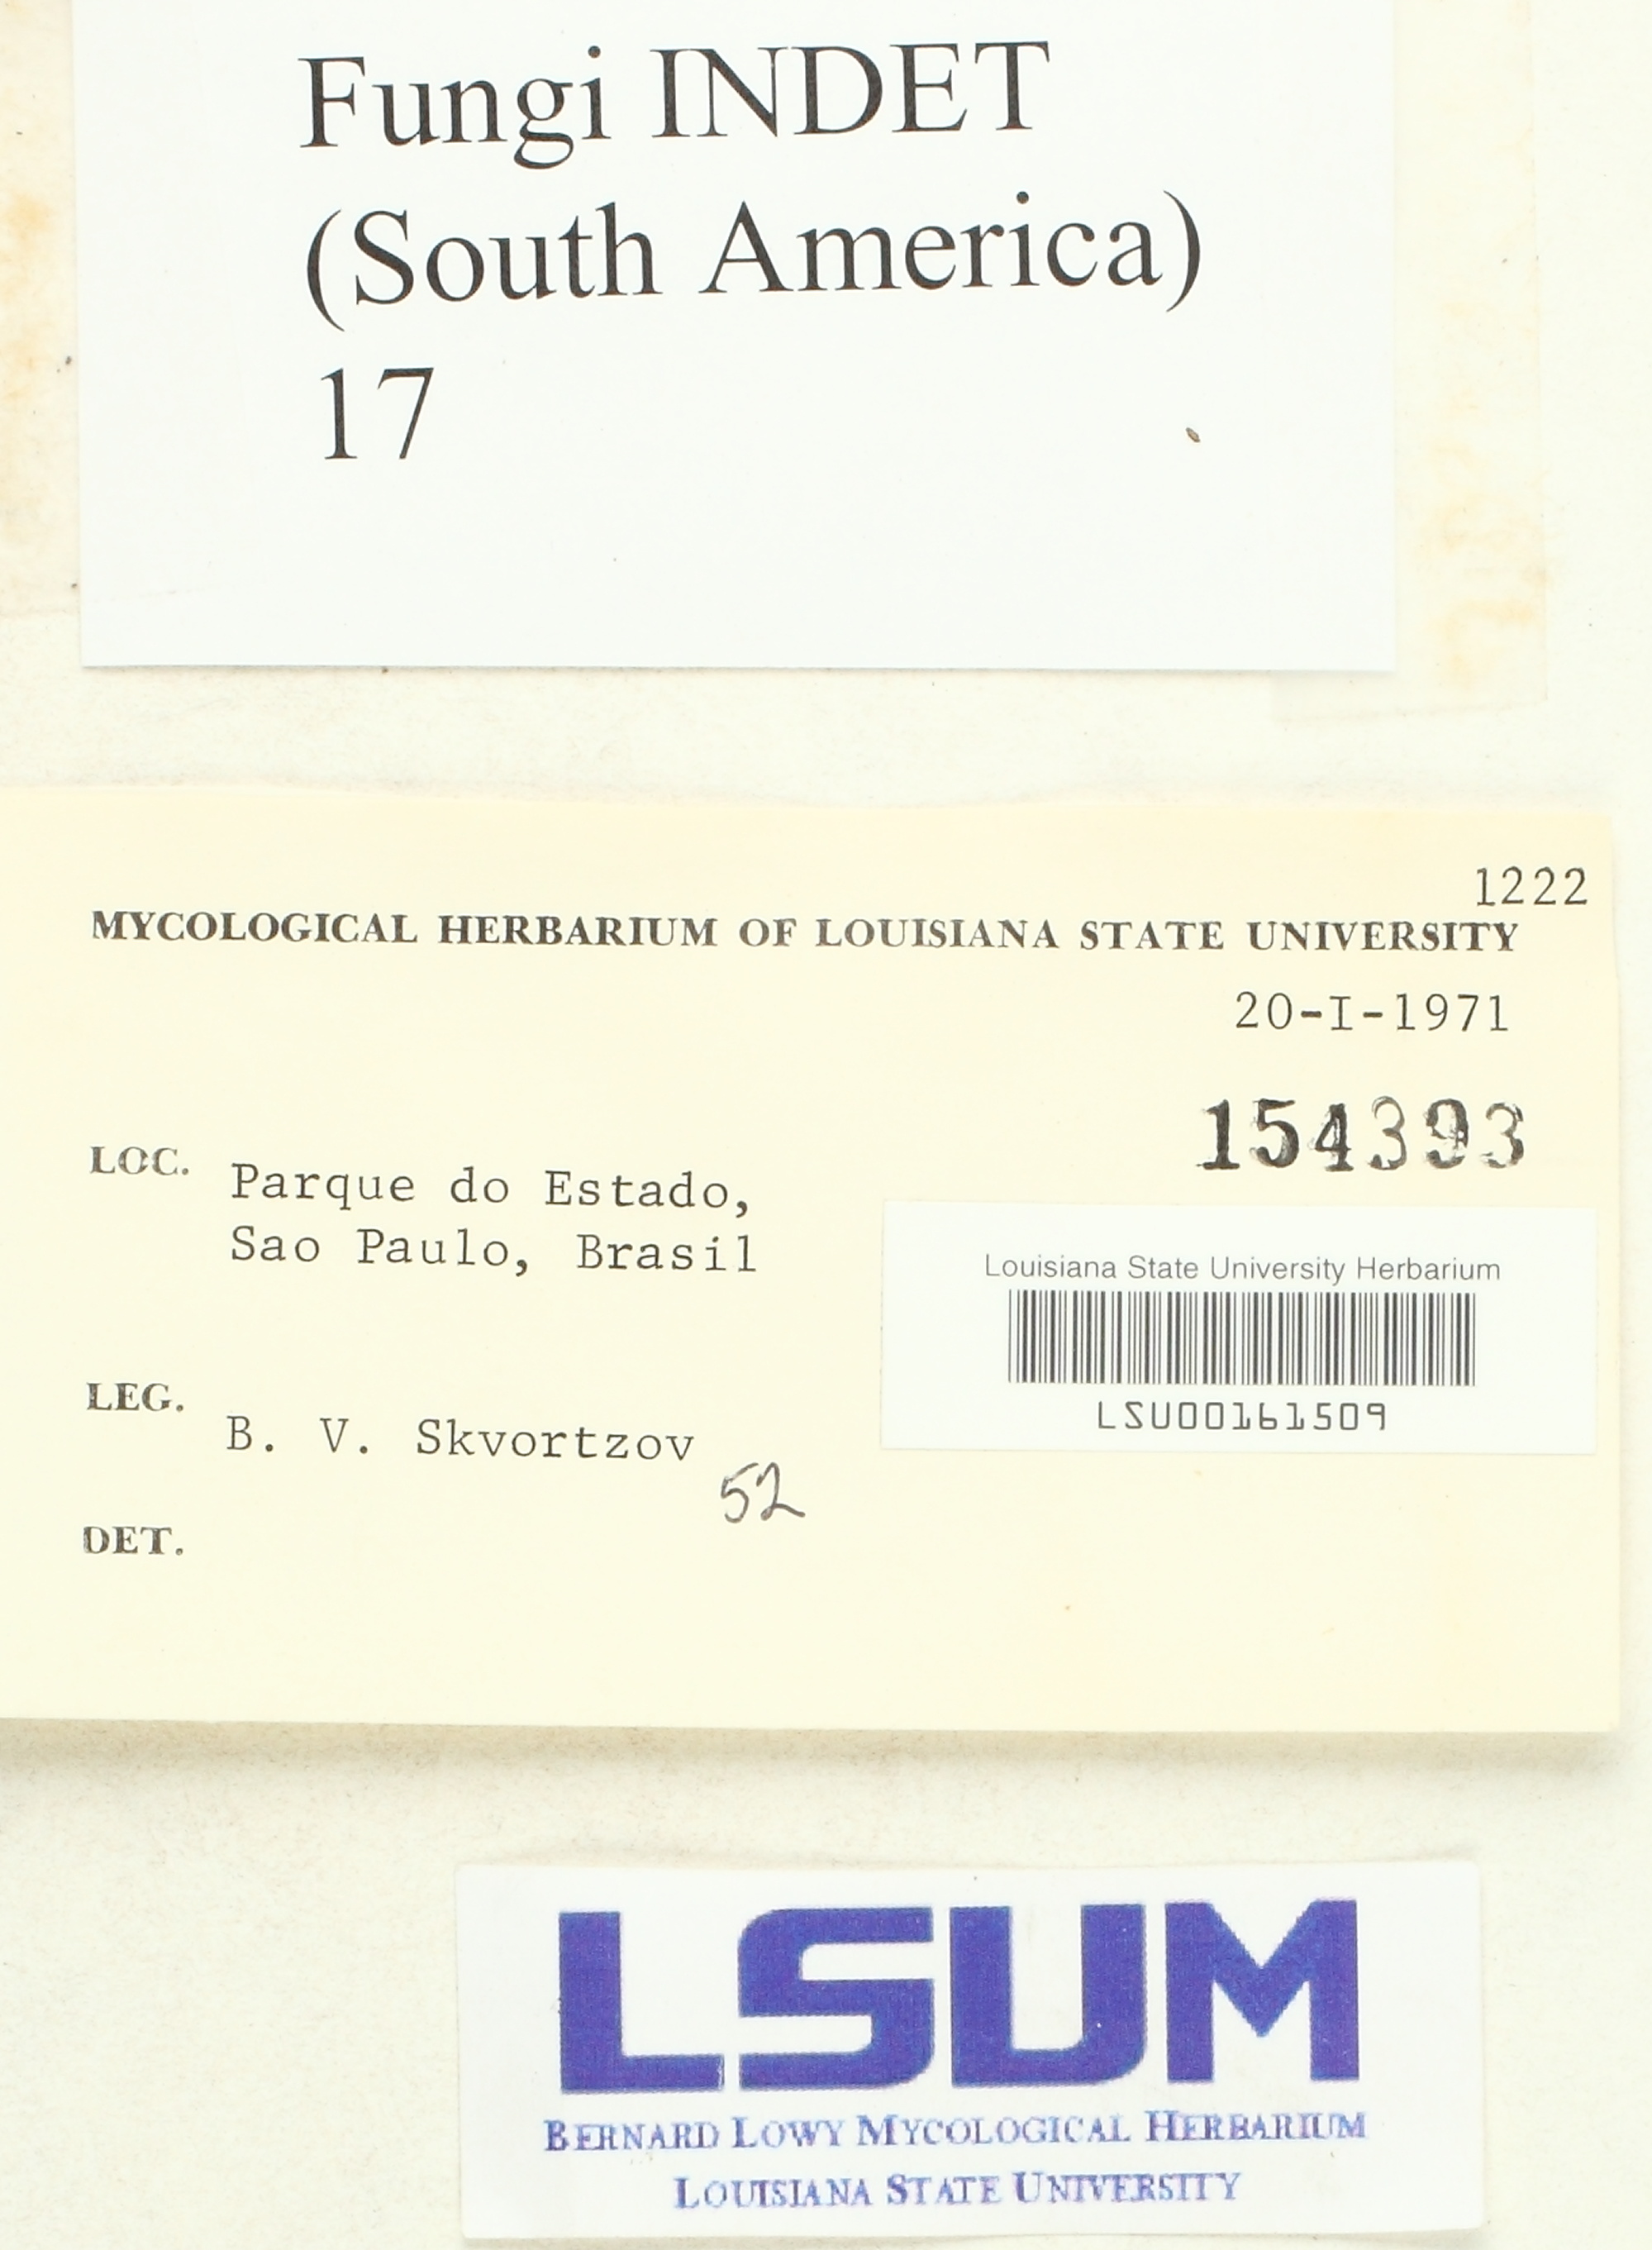 Fungi INDET
(South America)
17
1222
MYCOLOGICAL HERBARIUM OF LOUISIANA STATE UNIVERSITY
20-I-1971
154393
LOC. Parque do Estado,
Sao Paulo, Brasil
Louisiana State University Herbarium
LSU00161509
LEG. B. V. Skvortzov
52
DET.
LSUM
BERNARD LOWY MYCOLOGICAL HERBARIUM
LOUISIANA STATE UNIVERSITY